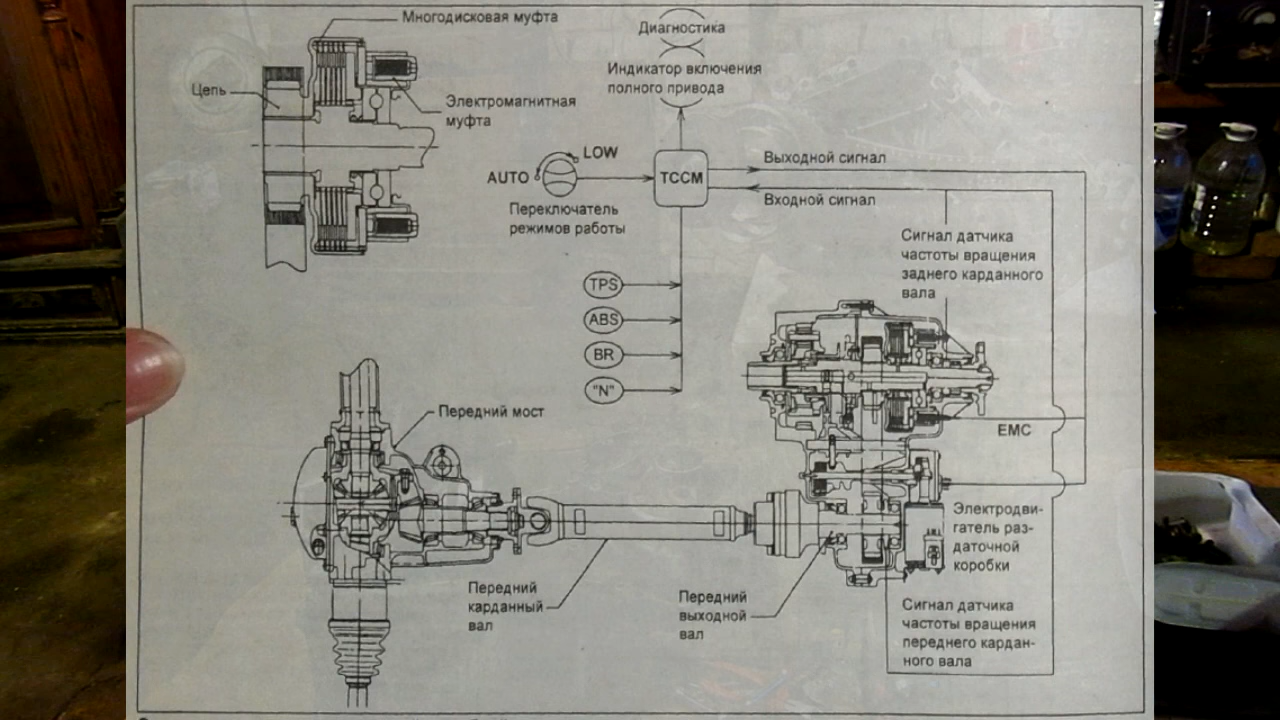 Многодисковая муфта
Диагностика
Индикатор включения
полного привода
Цепь
Электромагнитная
муфта
LOW
AUTO
TCCM
Выходной сигнал
Входной сигнал
Переключатель
режимов работы
Сигнал датчика
частоты вращения
заднего карданного
вала
TPS
ABS
BR
"N"
Передний мост
EMC
Электродви-
гатель раз-
даточной
коробки
Передний
карданный
вал
Передний
выходной
вал
Сигнал датчика
частоты вращения
переднего кардан-
ного вала